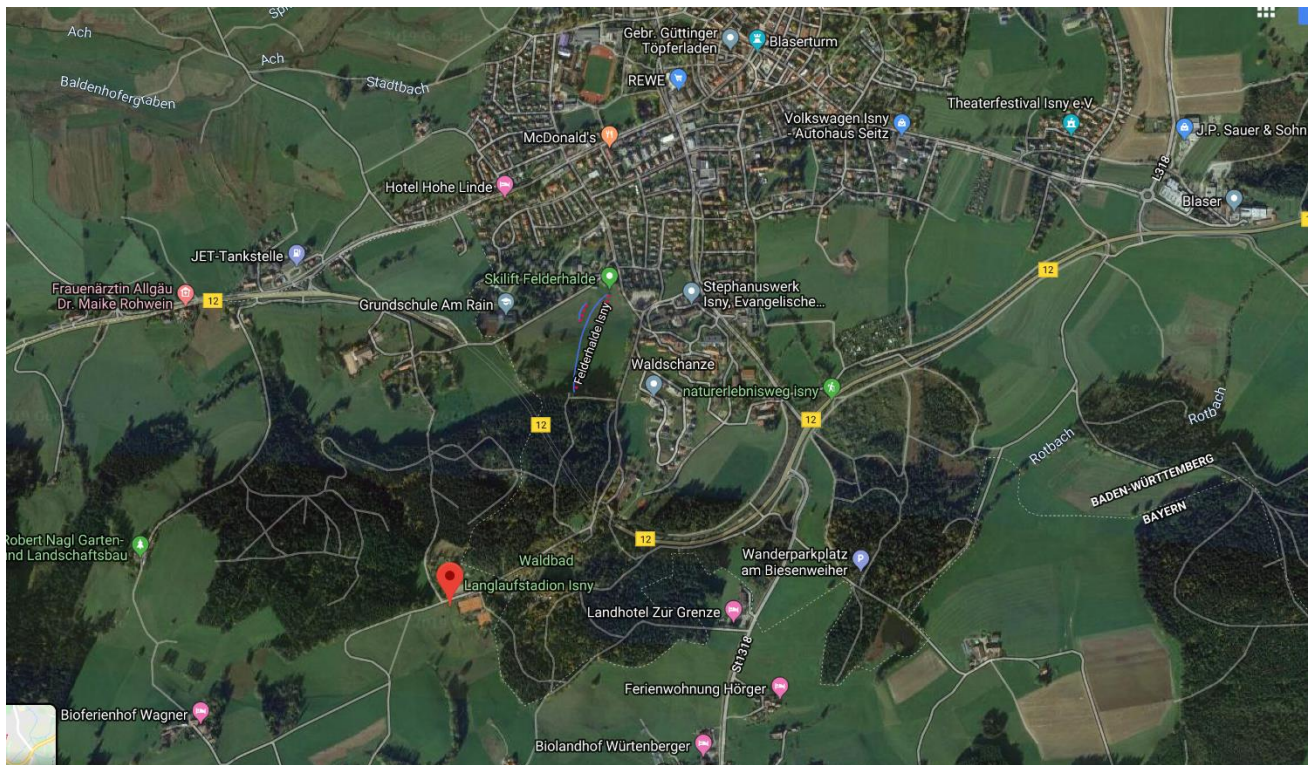 Ach
Ach
Baldenhofergraben
Stadtbach
Gebr. Güttinger
Töpferladen
Blaserturm
REWE
McDonald's
Volkswagen Isny
- Autohaus Seitz
Theaterfestival Isny e.V
L318
J.P. Sauer & Sohn
Hotel Hohe Linde
Blaser
JET-Tankstelle
Skilift Felderhalde
12
Frauenärztin Allgäu
Dr. Maike Rohwein
12
Grundschule Am Rain
Felderhalde Isny
Stephanuswerk
Isny, Evangelische...
Waldschanze
naturerlebnisweg isny
12
12
Rotbach
Rotbach
BADEN-WÜRTTEMBERG
BAYERN
Robert Nagl Garten-
und Landschaftsbau
12
Waldbad
Langlaufstadion Isny
Wanderparkplatz
am Biesenweiher
Landhotel Zur Grenze
St1318
Ferienwohnung Hörger
Bioferienhof Wagner
Biolandhof Würtenberger